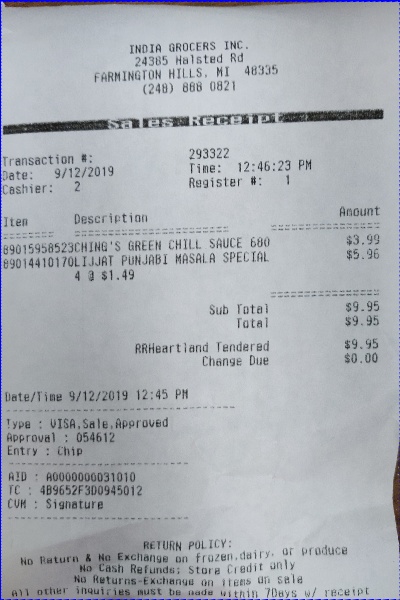 INDIA GROCERS INC.
24385 Halsted Rd
FARMINGTON HILLS, MI 48335
(248) 888 0821
Sales Receipt
Transaction #: 293322
Date: 9/12/2019 Time: 12:46:23 PM
Cashier: 2 Register #: 1
Item Description Amount
89015958523CHING'S GREEN CHILL SAUCE 680 $3.99
89014410170LIJJAT PUNJABI MASALA SPECIAL $5.96
4 @ $1.49
Sub Total $9.95
Total $9.95
RRHeartland Tendered $9.95
Change Due $0.00
Date/Time 9/12/2019 12:45 PM
Type : VISA,Sale,Approved
Approval : 054612
Entry : Chip
AID : A0000000031010
TC : 4B9652F3D0945012
CVM : Signature
RETURN POLICY:
No Return & No Exchange on frozen,dairy, or produce
No Cash Refunds: Store Credit only
No Returns-Exchange on Items on sale
All other inquiries must be made within 7Days w/ receipt